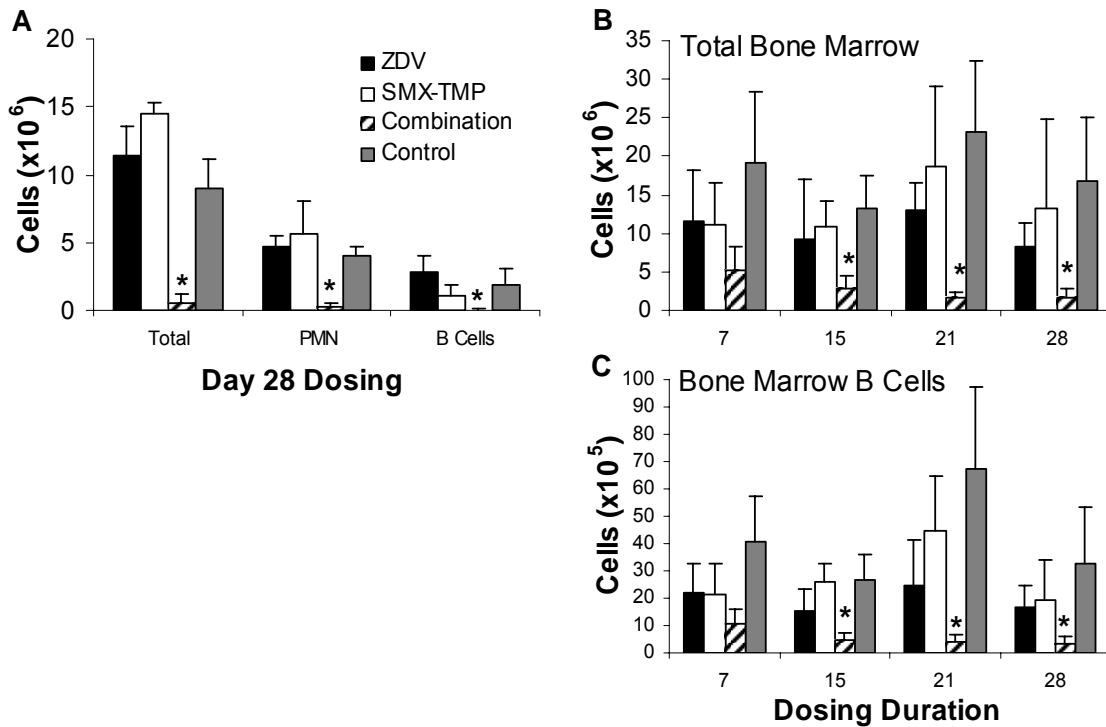 A
20
15
10
5
0
Cells (x10^6)
ZDV
SMX-TMP
Combination
Control
*
*
*
Total PMN B Cells
Day 28 Dosing
B
Total Bone Marrow
35
30
25
20
15
10
5
0
Cells (x10^6)
*
*
*
7 15 21 28
C
Bone Marrow B Cells
100
90
80
70
60
50
40
30
20
10
0
Cells (x10^5)
*
*
*
7 15 21 28
Dosing Duration